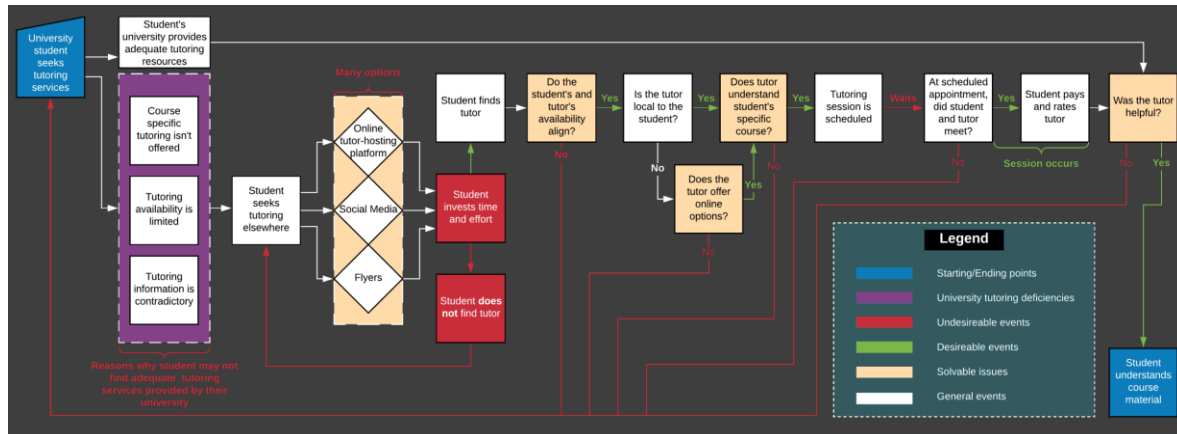 University
student
seeks
tutoring
services
Student's
university provides
adequate tutoring
resources
Course
specific
tutoring isn't
offered
Tutoring
availability is
limited
Tutoring
information is
contradictory
Reasons why student may not
find adequate tutoring
services provided by their
university
Student
seeks
tutoring
elsewhere
Many options
Online
tutor-hosting
platform
Social Media
Flyers
Student finds
tutor
Student
invests time
and effort
Student does
not find tutor
Do the
student's and
tutor's
availability
align?
Yes
No
Is the tutor
local to the
student?
Yes
No
Does the
tutor offer
online
options?
Yes
No
Does tutor
understand
student's
specific
course?
Yes
No
Tutoring
session is
scheduled
Waits
At scheduled
appointment,
did student
and tutor
meet?
Yes
No
Student pays
and rates
tutor
Session occurs
Was the tutor
helpful?
No
Yes
Student
understands
course
material
Legend
Starting/Ending points
University tutoring deficiencies
Undesireable events
Desireable events
Solvable issues
General events